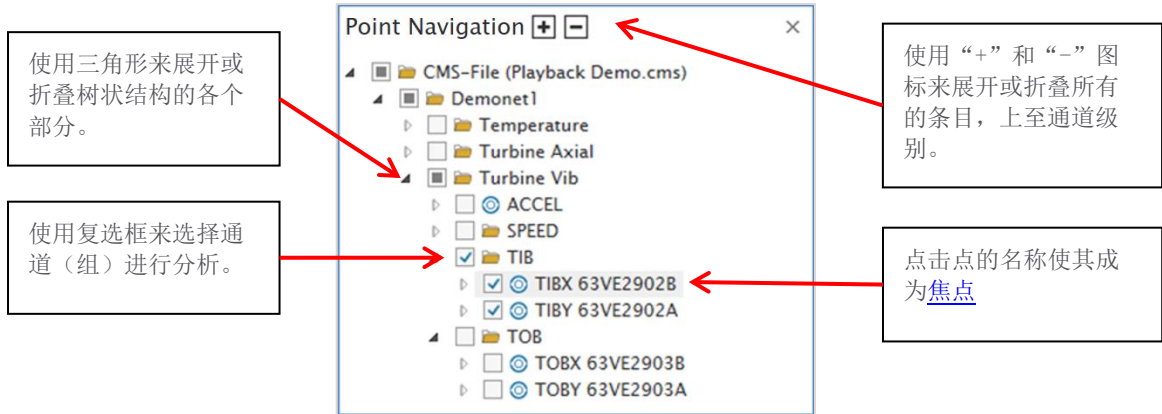 使用三角形来展开或
折叠树状结构的各个
部分。
使用复选框来选择通
道（组）进行分析。
Point Navigation
CMS-File (Playback Demo.cms)
Demonet1
Temperature
Turbine Axial
Turbine Vib
ACCEL
SPEED
TIB
TIBX 63VE2902B
TIBY 63VE2902A
TOB
TOBX 63VE2903B
TOBY 63VE2903A
使用“+”和“-”图
标来展开或折叠所有
的条目，上至通道级
别。
点击点的名称使其成
为焦点